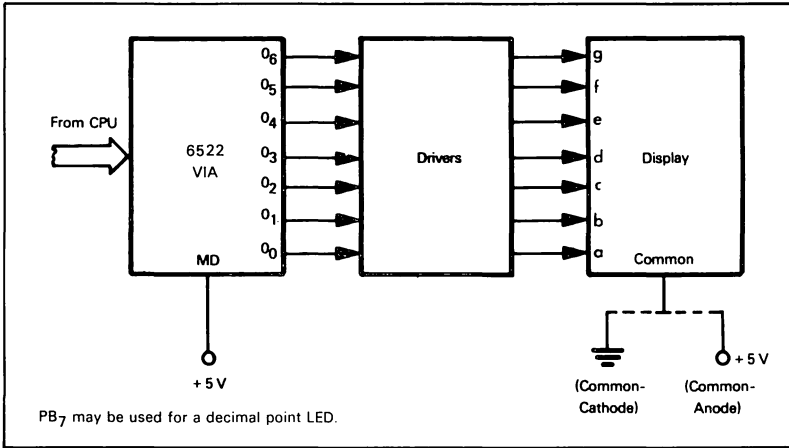 O6 g
O5 f
From CPU O4 e
6522 O3 Drivers d Display
VIA O2 c
O1 b
O0 a
MD Common
+ 5 V
+ 5 V
(Common-
Cathode)
(Common-
Anode)
PB7 may be used for a decimal point LED.